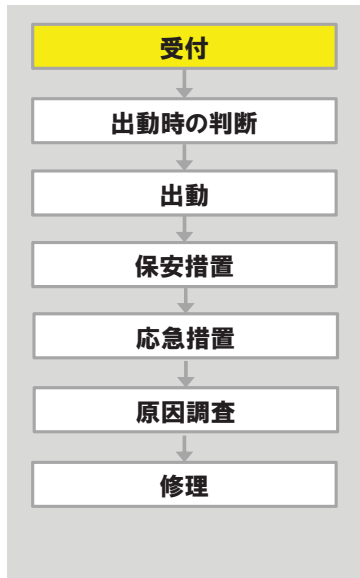 受付
出動時の判断
出動
保安措置
応急措置
原因調査
修理